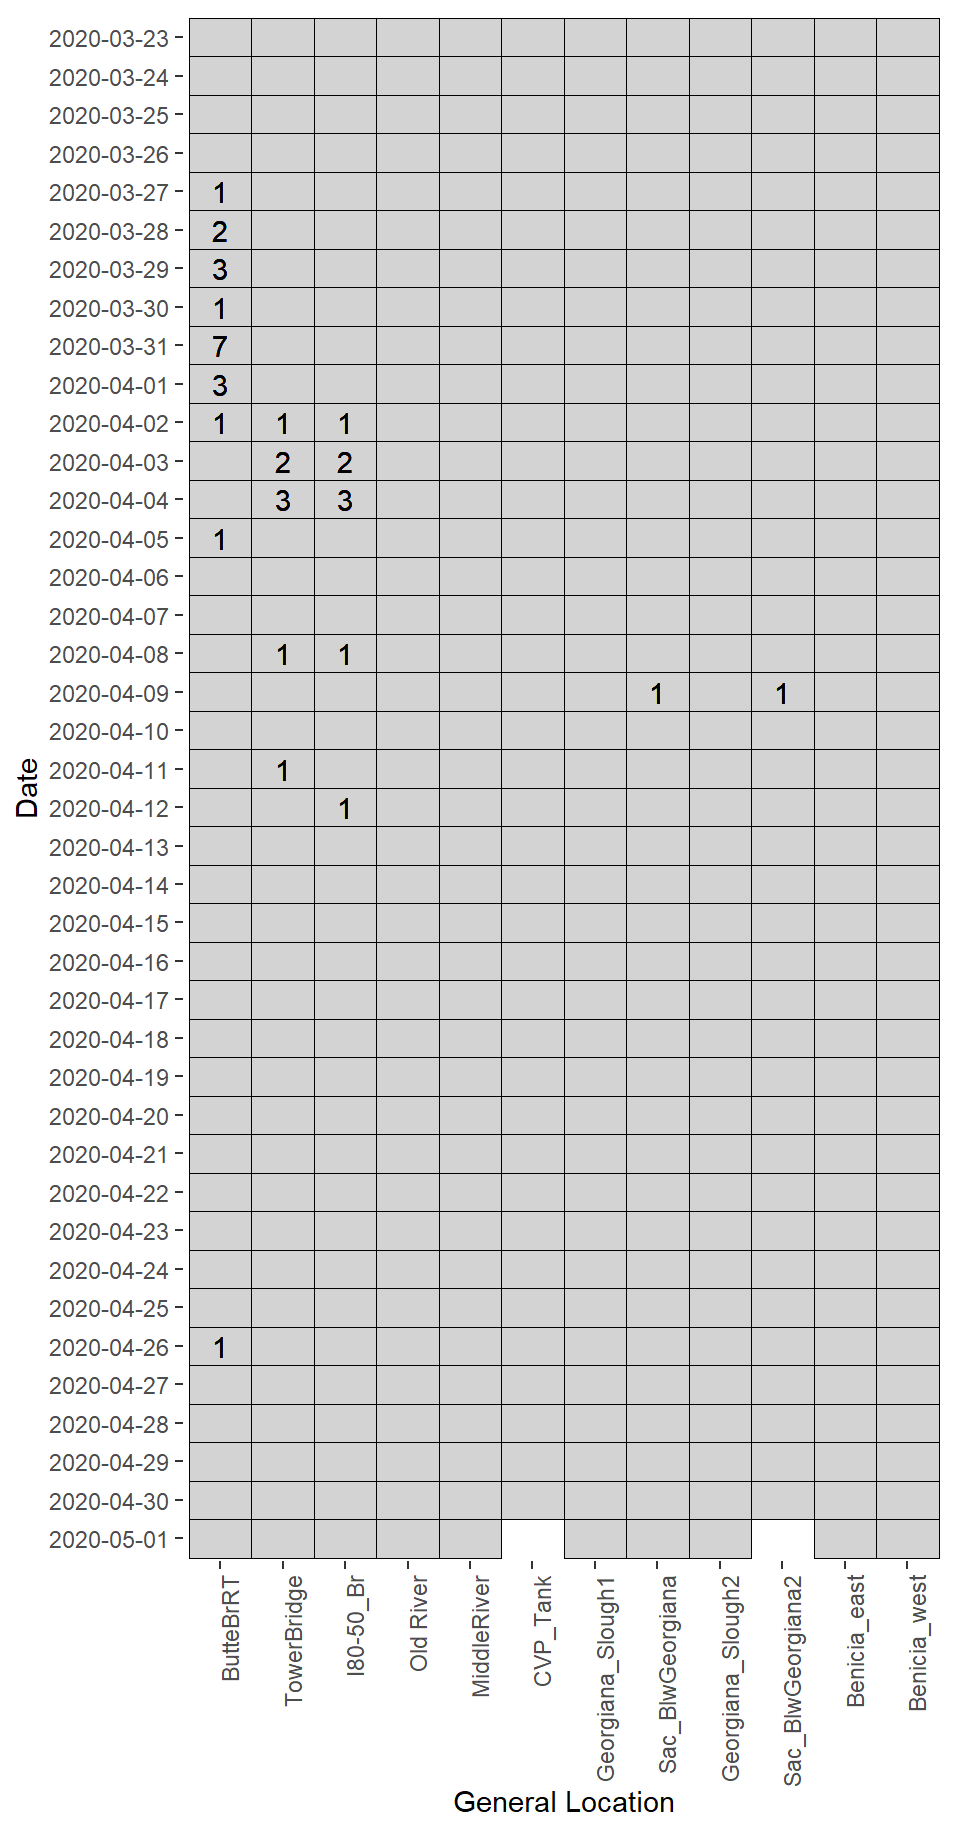 2020-03-23
2020-03-24
2020-03-25
2020-03-26
2020-03-27 1
2020-03-28 2
2020-03-29 3
2020-03-30 1
2020-03-31 7
2020-04-01 3
2020-04-02 1 1 1
2020-04-03 2 2
2020-04-04 3 3
2020-04-05 1
2020-04-06
2020-04-07
2020-04-08 1 1
2020-04-09 1 1
2020-04-10
2020-04-11 1
2020-04-12 1
2020-04-13
2020-04-14
2020-04-15
2020-04-16
2020-04-17
2020-04-18
2020-04-19
2020-04-20
2020-04-21
2020-04-22
2020-04-23
2020-04-24
2020-04-25
2020-04-26 1
2020-04-27
2020-04-28
2020-04-29
2020-04-30
2020-05-01
Date
ButteBrRT
TowerBridge
I80-50_Br
Old River
MiddleRiver
CVP_Tank
Georgiana_Slough1
Sac_BlwGeorgiana
Georgiana_Slough2
Sac_BlwGeorgiana2
Benicia_east
Benicia_west
General Location